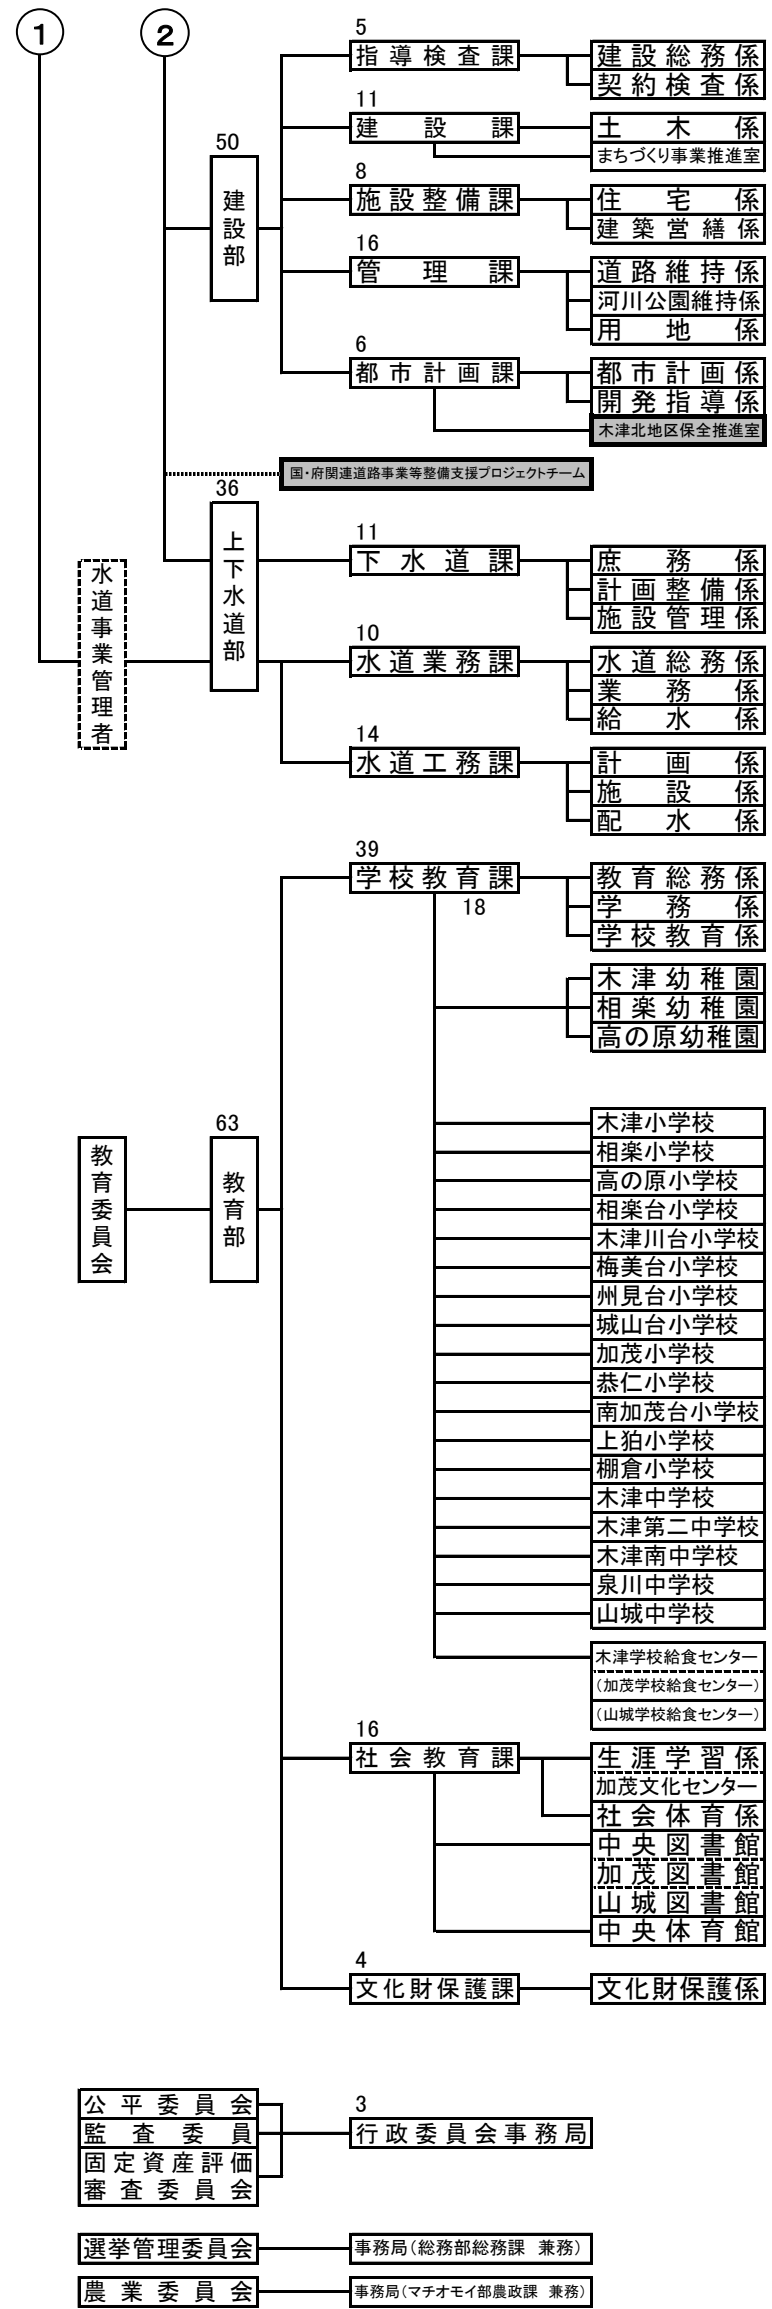 1
2
5
指導検査課
建設総務係
契約検査係
11
建設課
土木係
まちづくり事業推進室
50
建設部
8
施設整備課
住宅係
建築営繕係
16
管理課
道路維持係
河川公園維持係
用地係
6
都市計画課
都市計画係
開発指導係
木津北地区保全推進室
国・府関連道路事業等整備支援プロジェクトチーム
36
上下水道部
11
下水道課
庶務係
計画整備係
施設管理係
水道事業管理者
10
水道業務課
水道総務係
業務係
給水係
14
水道工務課
計画係
施設係
配水係
39
学校教育課
18
教育総務係
学務係
学校教育係
木津幼稚園
相楽幼稚園
高の原幼稚園
教育委員会
63
教育部
木津小学校
相楽小学校
高の原小学校
相楽台小学校
木津川台小学校
梅美台小学校
州見台小学校
城山台小学校
加茂小学校
恭仁小学校
南加茂台小学校
上狛小学校
棚倉小学校
木津中学校
木津第二中学校
木津南中学校
泉川中学校
山城中学校
木津学校給食センター
(加茂学校給食センター)
(山城学校給食センター)
16
社会教育課
生涯学習係
加茂文化センター
社会体育係
中央図書館
加茂図書館
山城図書館
中央体育館
4
文化財保護課
文化財保護係
公平委員会
監査委員
固定資産評価
審査委員会
3
行政委員会事務局
選挙管理委員会
事務局(総務部総務課 兼務)
農業委員会
事務局(マチオモイ部農政課 兼務)